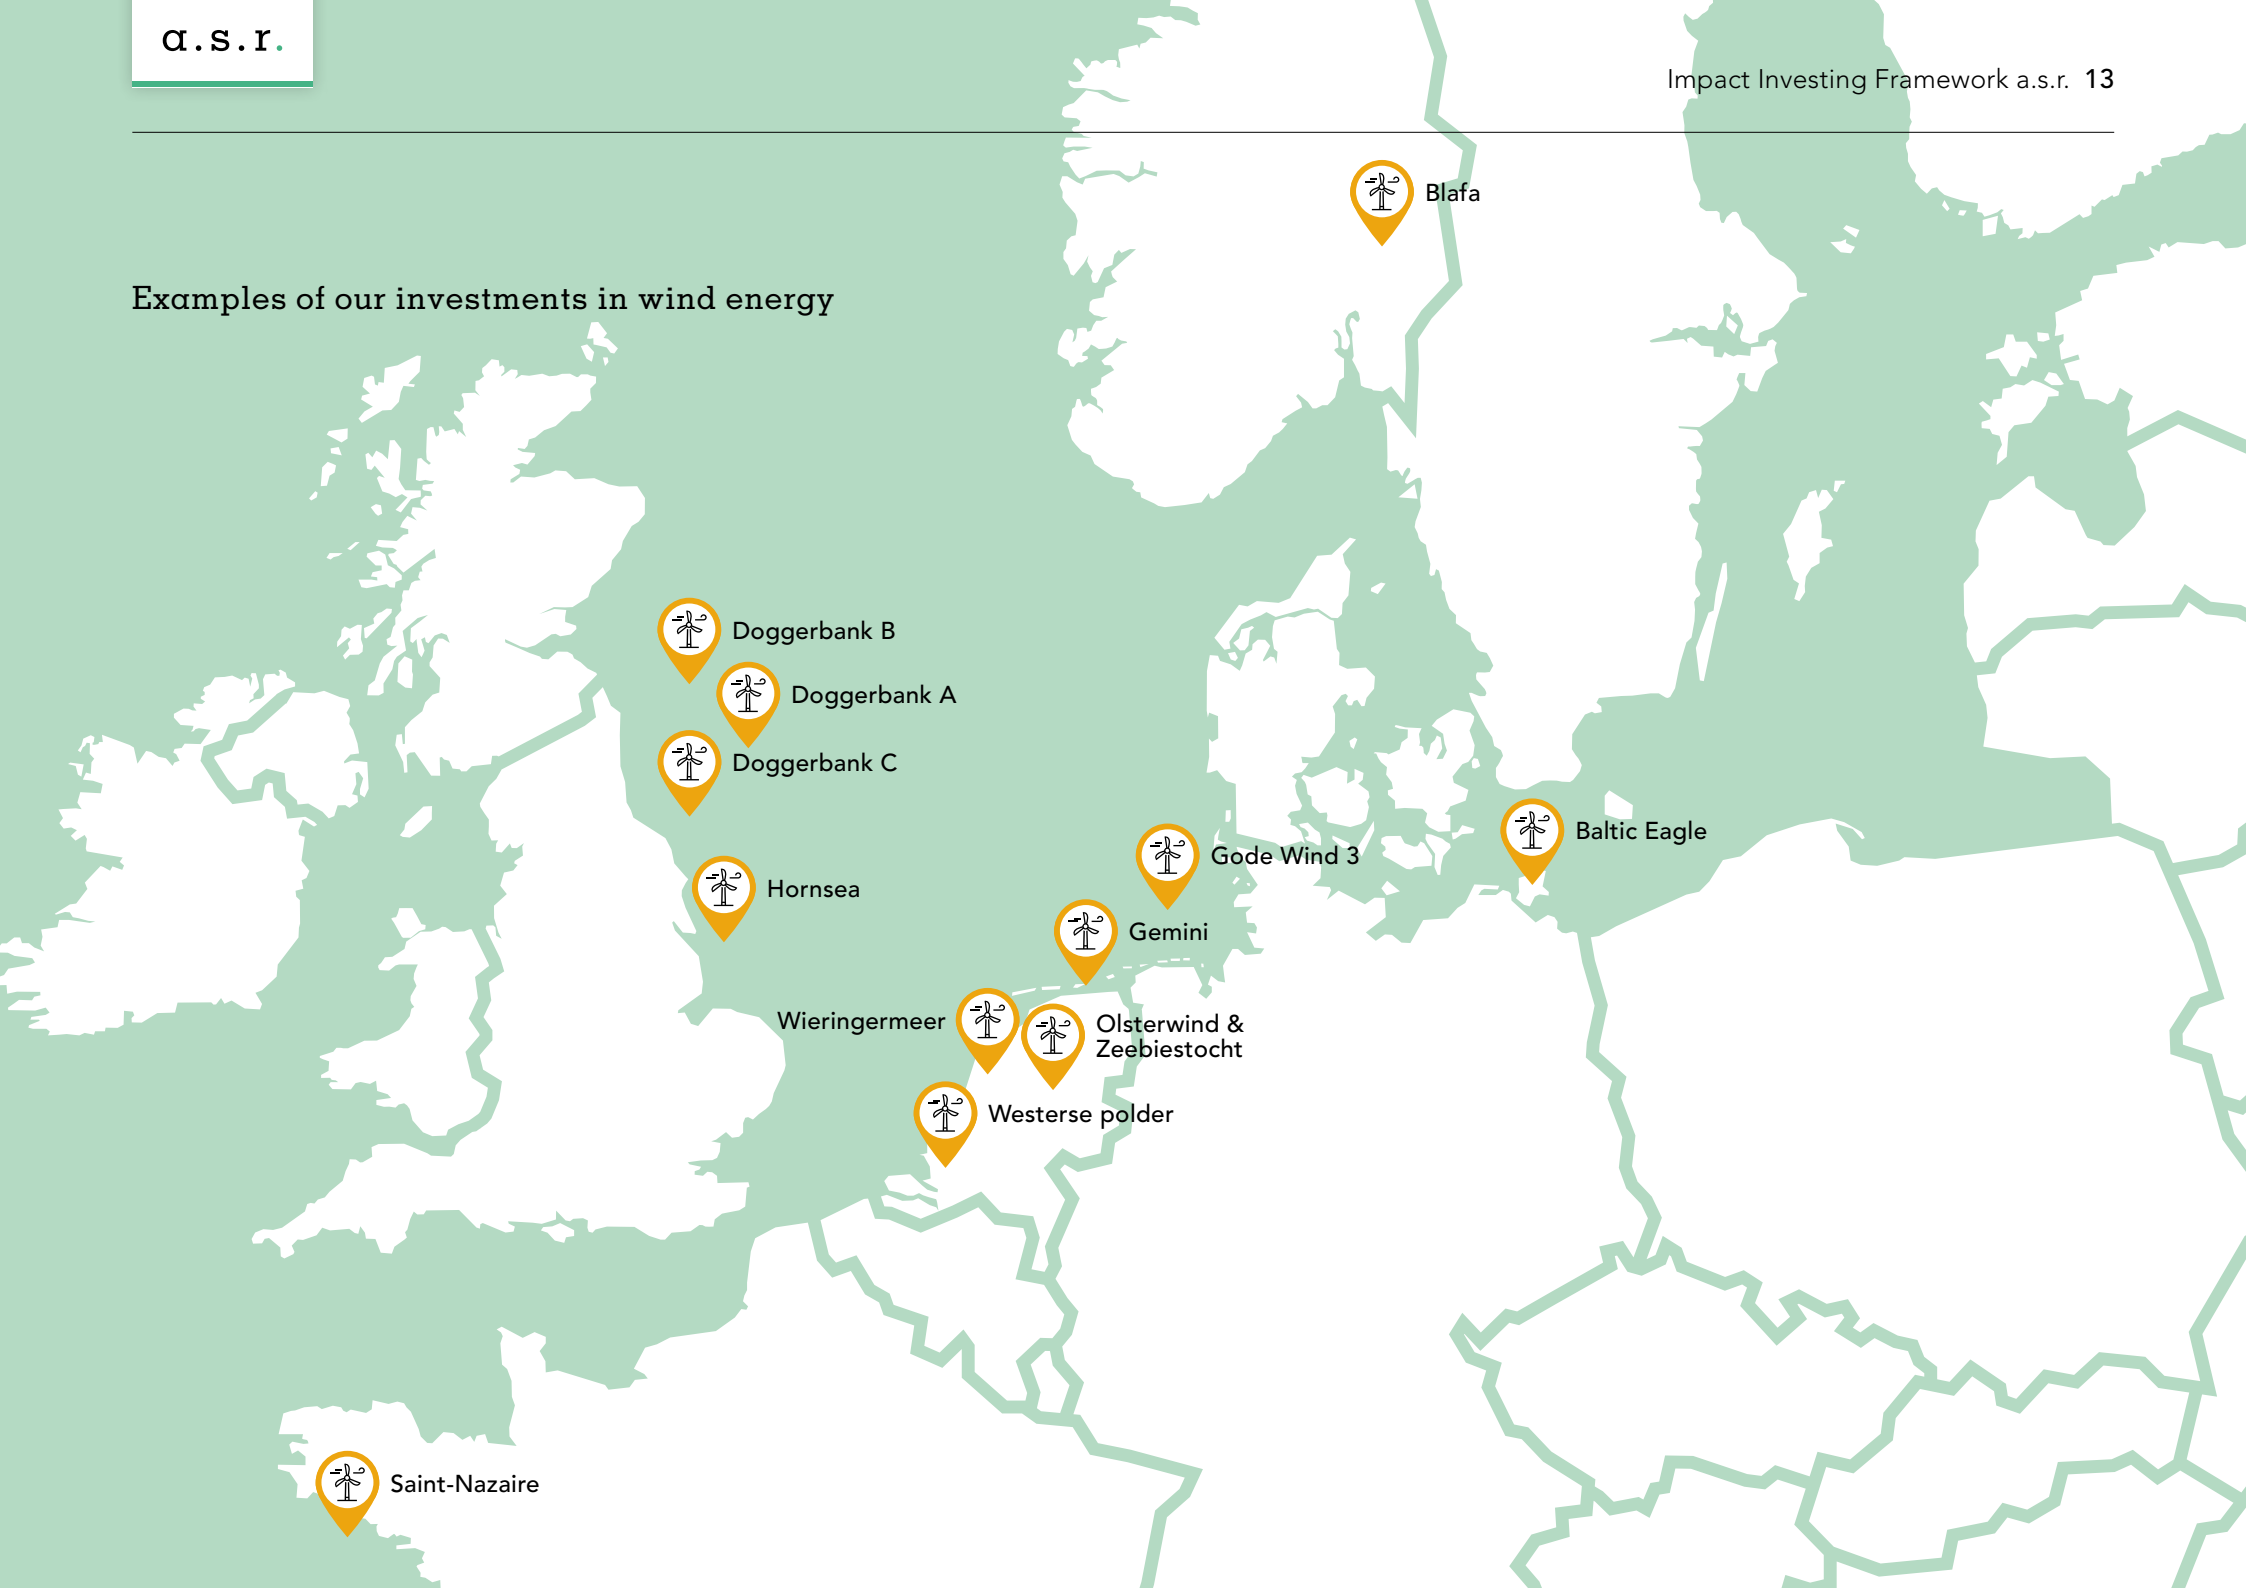 a.s.r.
Impact Investing Framework a.s.r. 13
Blafa
Examples of our investments in wind energy
Doggerbank B
Doggerbank A
Doggerbank C
Baltic Eagle
Gode Wind 3
Hornsea
Gemini
Wieringermeer
Olsterwind &
Zeebiestocht
Westerse polder
Saint-Nazaire